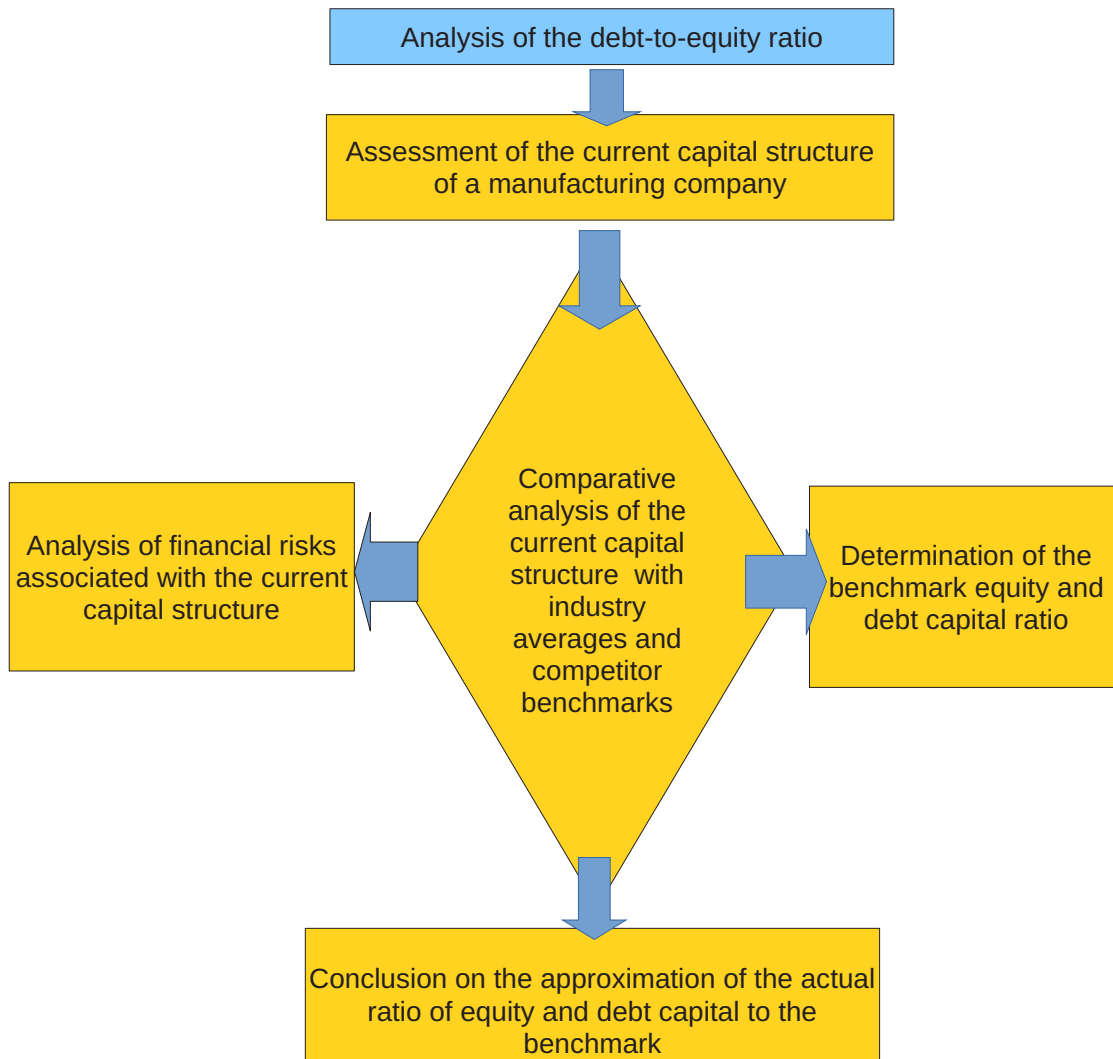 Analysis of the debt-to-equity ratio
Assessment of the current capital structure
of a manufacturing company
Comparative
analysis of the
current capital
structure  with
industry
averages and
competitor
benchmarks
Analysis of financial risks
associated with the current
capital structure
Determination of the
benchmark equity and
debt capital ratio
Conclusion on the approximation of the actual
ratio of equity and debt capital to the
benchmark